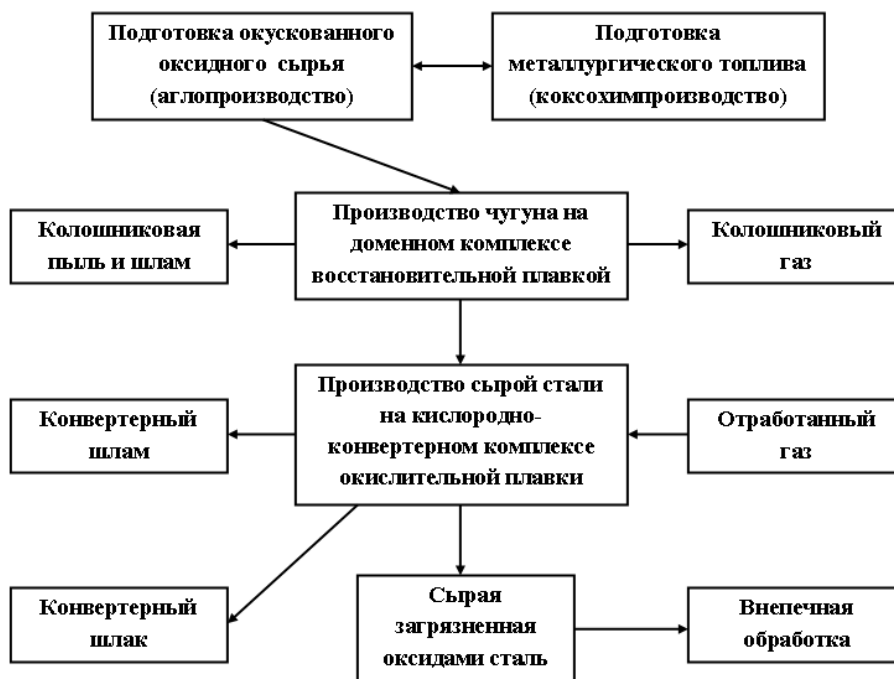 Подготовка окускованного
оксидного сырья
(аглопроизводство)
Подготовка
металлургического топлива
(коксохимпроизводство)
Колошниковая
пыль и шлам
Производство чугуна на
доменном комплексе
восстановительной плавкой
Колошниковый
газ
Конвертерный
шлам
Производство сырой стали
на кислородно-
конвертерном комплексе
окислительной плавки
Отработанный
газ
Конвертерный
шлак
Сырая
загрязненная
оксидами сталь
Внепечная
обработка